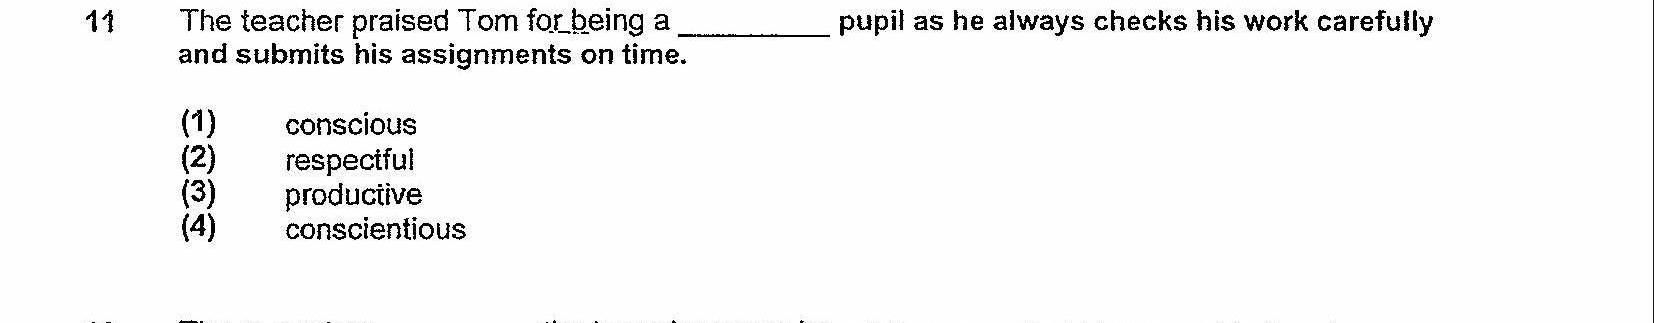 11 The teacher praised Tom for being a __________ pupil as he always checks his work carefully
and submits his assignments on time.
(1) conscious
(2) respectful
(3) productive
(4) conscientious